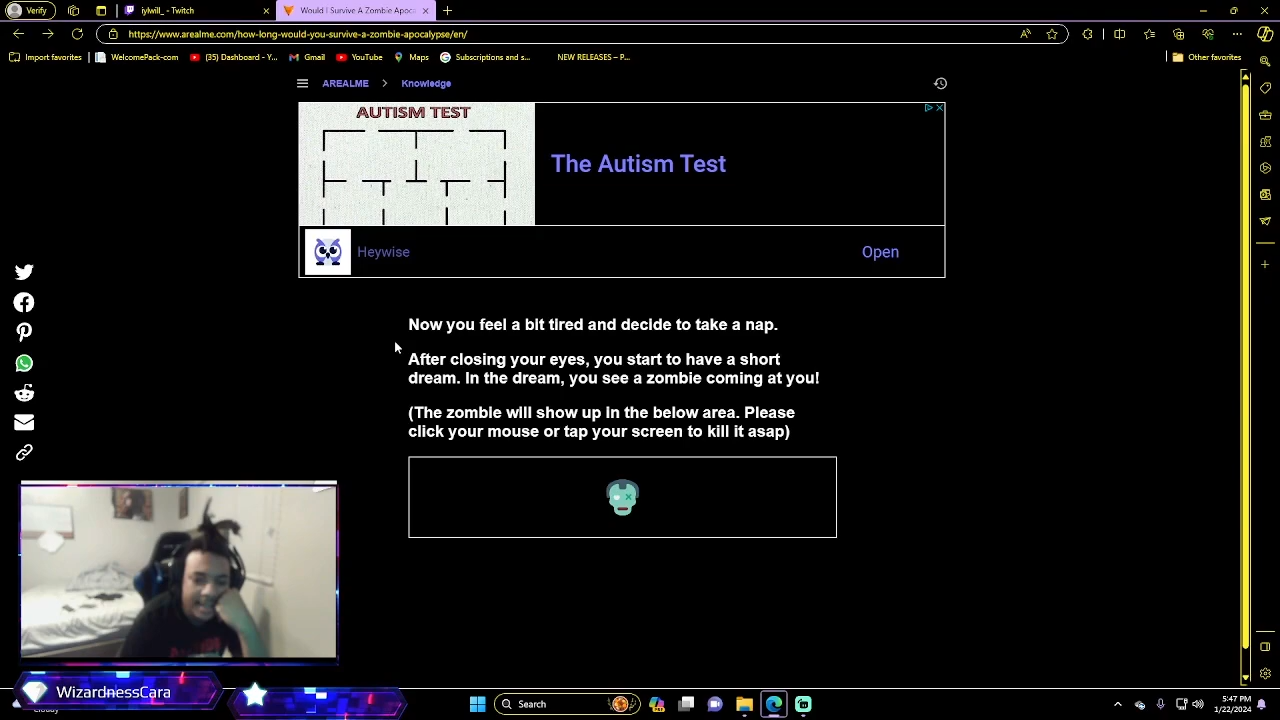 Verify
iylwill_ - Twitch
Would I Survive A Zombie Apoca
https://www.arealme.com/how-long-would-you-survive-a-zombie-apocalypse/en/
Import favorites
WelcomePack-com
(35) Dashboard - Y...
Gmail
YouTube
Maps
Subscriptions and s...
NEW RELEASES – P...
Other favorites
AREALME > Knowledge
AUTISM TEST
The Autism Test
Heywise
Open
Now you feel a bit tired and decide to take a nap.
After closing your eyes, you start to have a short
dream. In the dream, you see a zombie coming at you!
(The zombie will show up in the below area. Please
click your mouse or tap your screen to kill it asap)
WizardnessCara
Cloudy
Search
5:47 PM
1/22/2024